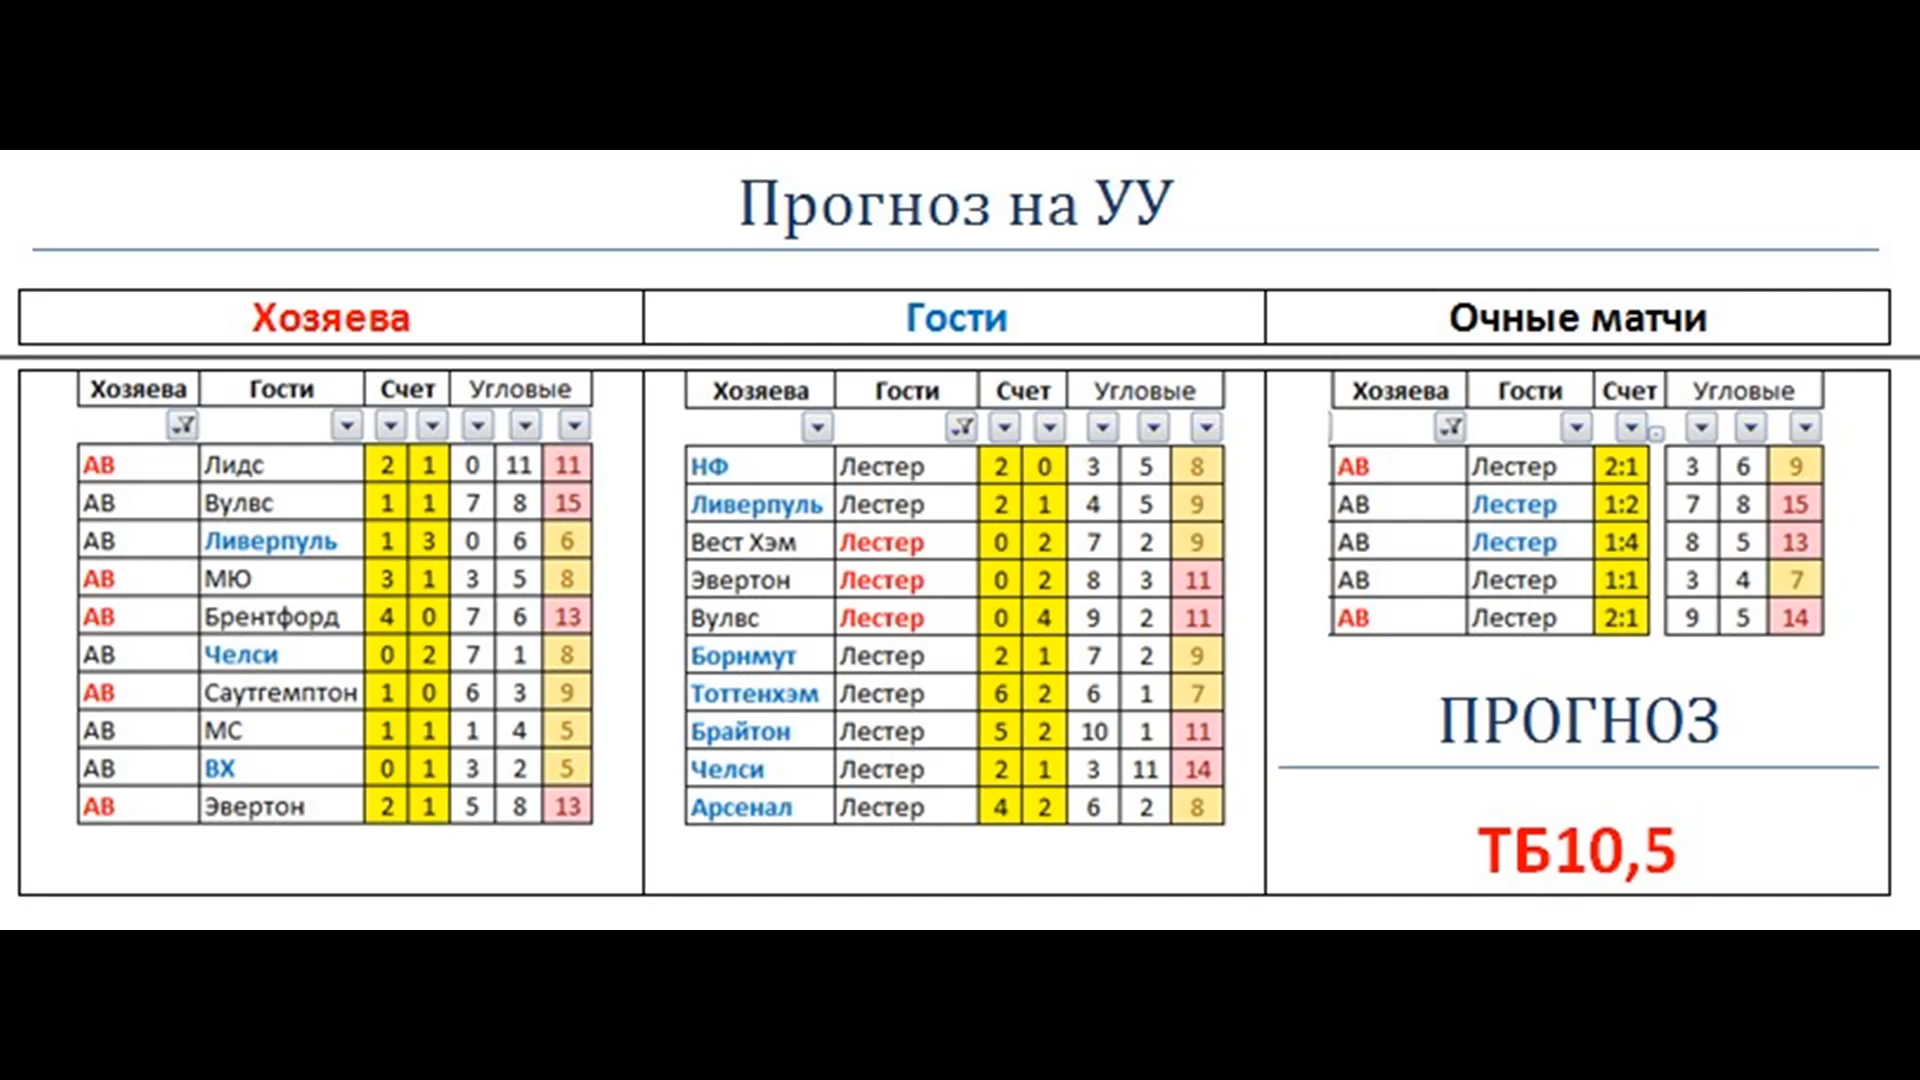 Прогноз на УУ
Хозяева Гости Очные матчи
Хозяева Гости Счет Угловые
АВ Лидс 2 1 0 11 11
АВ Вулвс 1 1 7 8 15
АВ Ливерпуль 1 3 0 6 6
АВ МЮ 3 1 3 5 8
АВ Брентфорд 4 0 7 6 13
АВ Челси 0 2 7 1 8
АВ Саутгемптон 1 0 6 3 9
АВ МС 1 1 1 4 5
АВ ВХ 0 1 3 2 5
АВ Эвертон 2 1 5 8 13
Хозяева Гости Счет Угловые
НФ Лестер 2 0 3 5 8
Ливерпуль Лестер 2 1 4 5 9
Вест Хэм Лестер 0 2 7 2 9
Эвертон Лестер 0 2 8 3 11
Вулвс Лестер 0 4 9 2 11
Борнмут Лестер 2 1 7 2 9
Тоттенхэм Лестер 6 2 6 1 7
Брайтон Лестер 5 2 10 1 11
Челси Лестер 2 1 3 11 14
Арсенал Лестер 4 2 6 2 8
Хозяева Гости Счет Угловые
АВ Лестер 2:1 3 6 9
АВ Лестер 1:2 7 8 15
АВ Лестер 1:4 8 5 13
АВ Лестер 1:1 3 4 7
АВ Лестер 2:1 9 5 14
ПРОГНОЗ
ТБ10,5